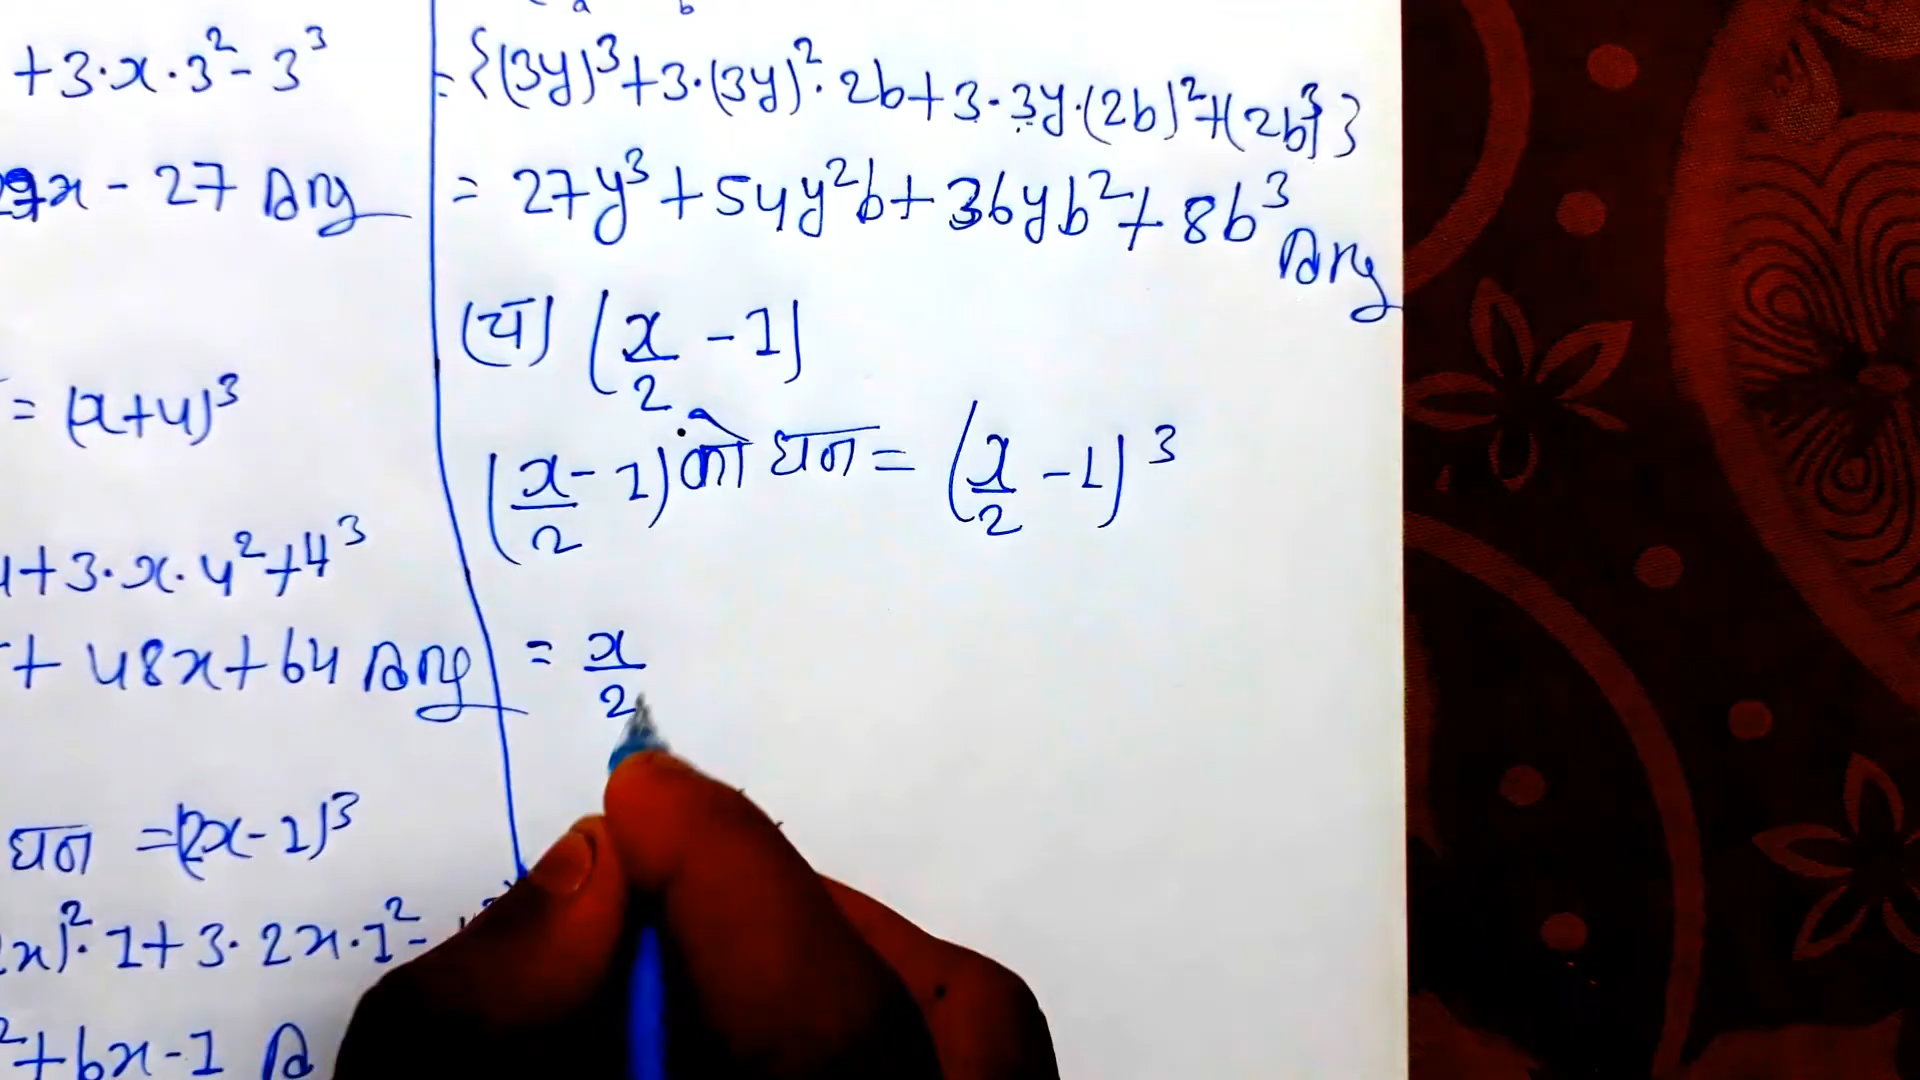 +3·x·3²-3³
9x - 27 Ans
= (x+4)³
+3·x·4²+4³
+ 48x+64 Ans
घन =(2x-1)³
x)²·1+3·2x·1²-
²+6x-1 A
a b
= {(3y)³+3·(3y)²·2b+3·3y·(2b)²+(2b)³}
= 27y³+54y²b+36yb²+8b³ Ans
(च) (x/2 -1)
(x/2 -1) को घन = (x/2 -1)³
= x/2